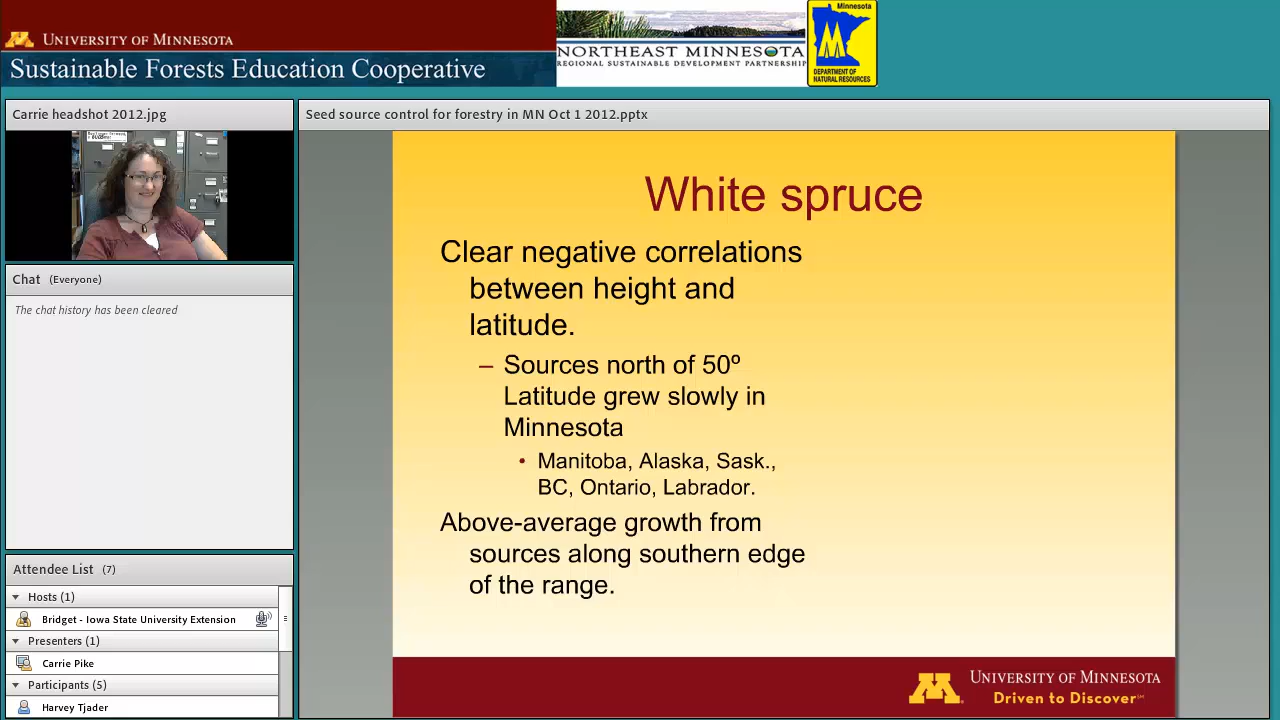 UNIVERSITY OF MINNESOTA
Sustainable Forests Education Cooperative
NORTHEAST MINNESOTA
REGIONAL SUSTAINABLE DEVELOPMENT PARTNERSHIP
Minnesota
DEPARTMENT OF
NATURAL RESOURCES
Carrie headshot 2012.jpg
Chat (Everyone)
The chat history has been cleared
Attendee List (7)
Hosts (1)
Bridget - Iowa State University Extension
Presenters (1)
Carrie Pike
Participants (5)
Harvey Tjader
Seed source control for forestry in MN Oct 1 2012.pptx
White spruce
Clear negative correlations
between height and
latitude.
– Sources north of 50º
Latitude grew slowly in
Minnesota
• Manitoba, Alaska, Sask.,
BC, Ontario, Labrador.
Above-average growth from
sources along southern edge
of the range.
UNIVERSITY OF MINNESOTA
Driven to Discover℠